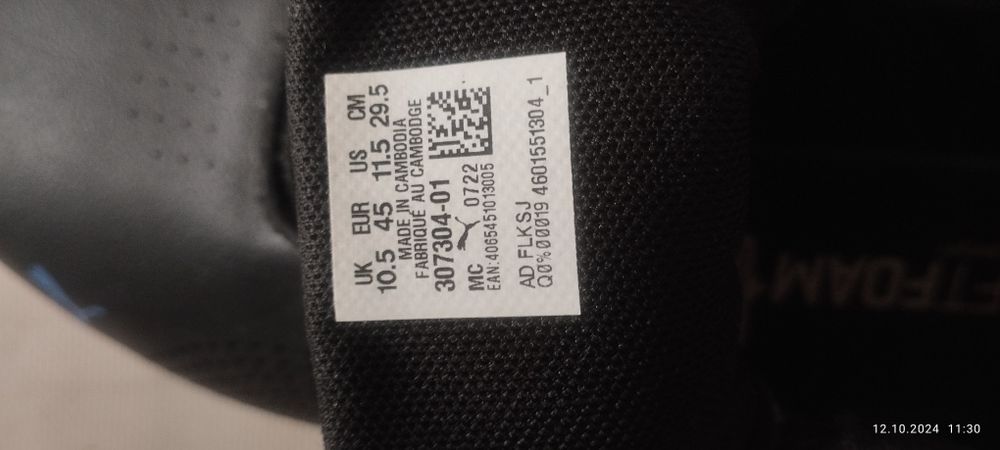 UK EUR US CM
10.5 45 11.5 29.5
MADE IN CAMBODIA
FABRIQUÉ AU CAMBODGE
307304-01
MC 0722
EAN:4065451013005
AD FLKSJ
Q0%00019 4601551304_1
FTFOAM
12.10.2024 11:30